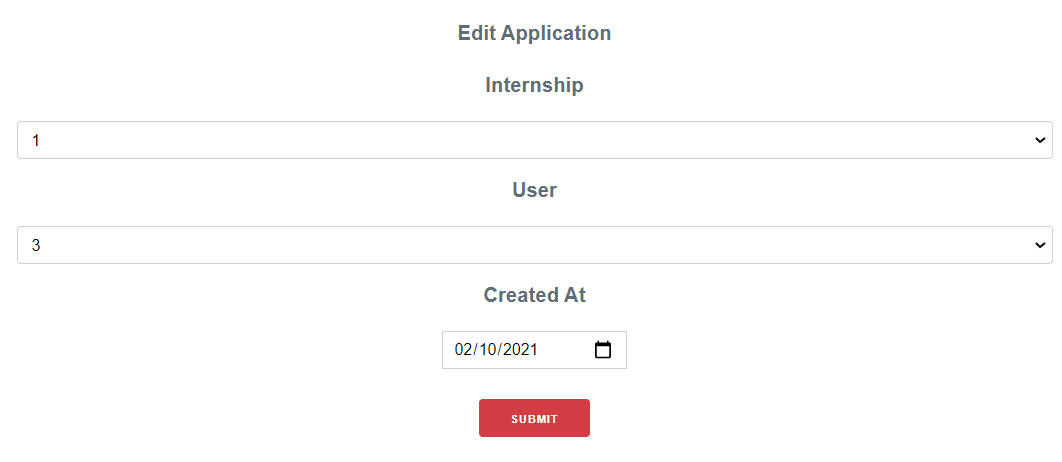 Edit Application
Internship
1
User
3
Created At
02/10/2021
SUBMIT